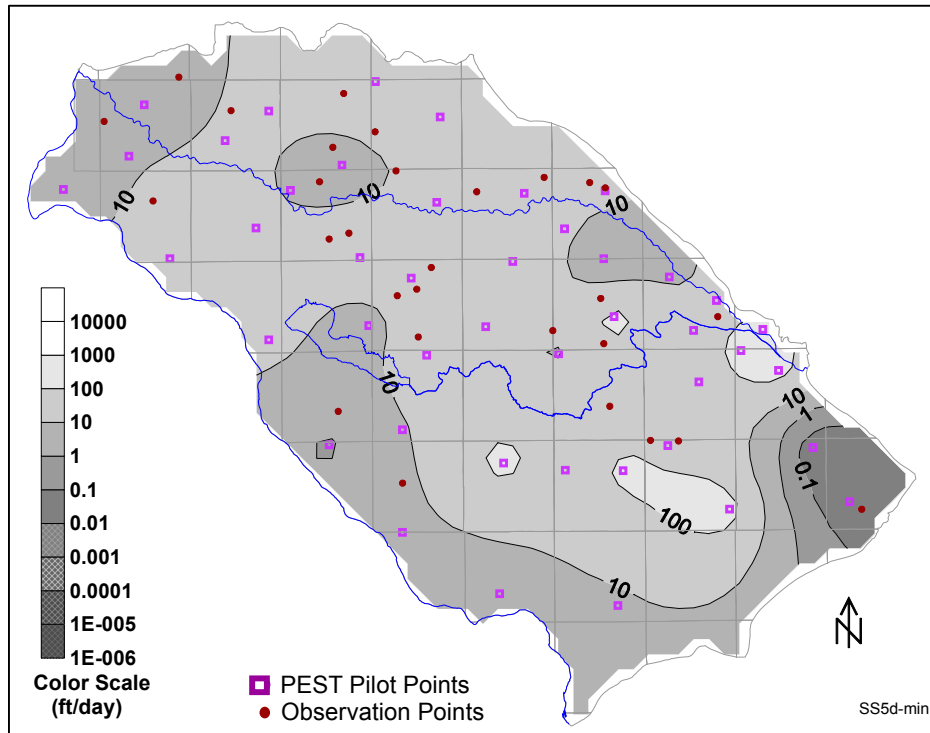 10
10
10
10
10
1
0.1
100
10
10000
1000
100
10
1
0.1
0.01
0.001
0.0001
1E-005
1E-006
Color Scale
(ft/day)
PEST Pilot Points
Observation Points
N
SS5d-min